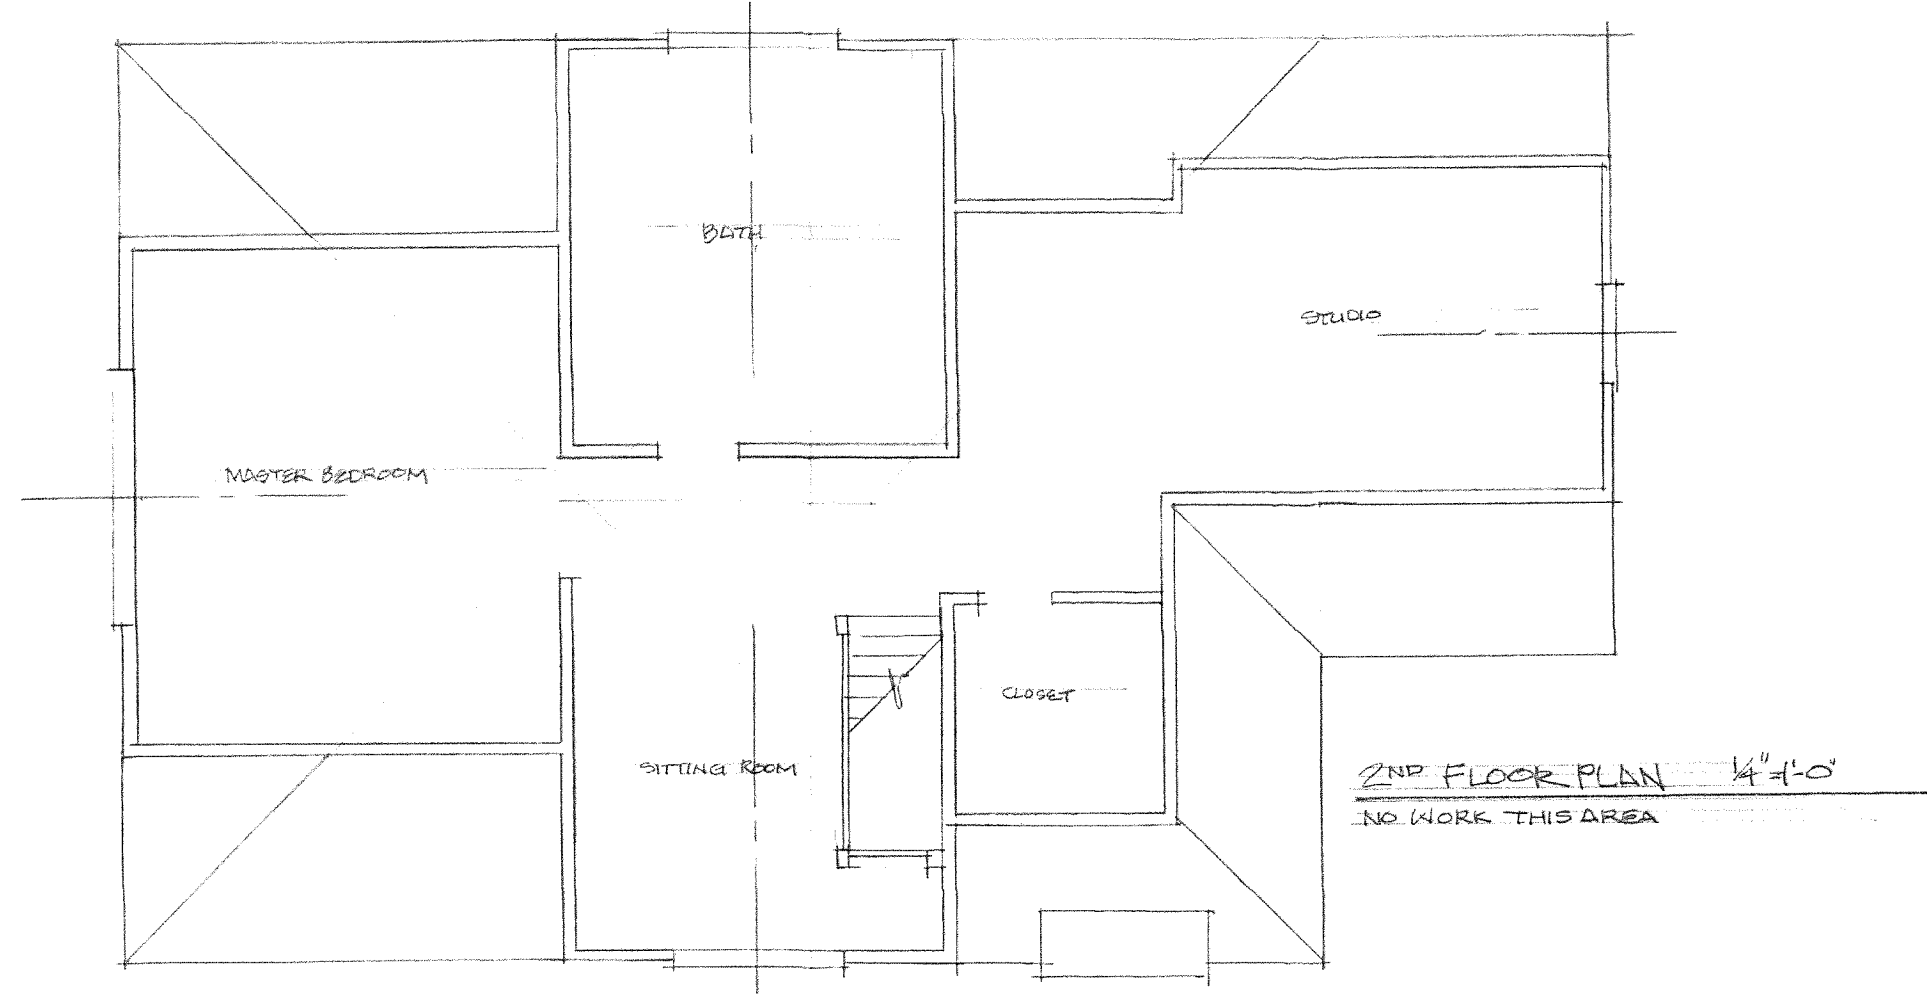 BATH
STUDIO
MASTER BEDROOM
CLOSET
SITTING ROOM
2ND FLOOR PLAN 1/4"=1'-0"
NO WORK THIS AREA